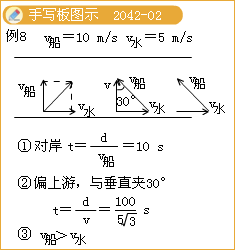 手写板图示 2042-02
例8 v船=10 m/s v水=5 m/s
v船 v水 v v船 30° v水 v船 v水
①对岸 t=d/v船=10 s
②偏上游，与垂直夹30°
t=d/v=100/5√3 s
③ v船>v水